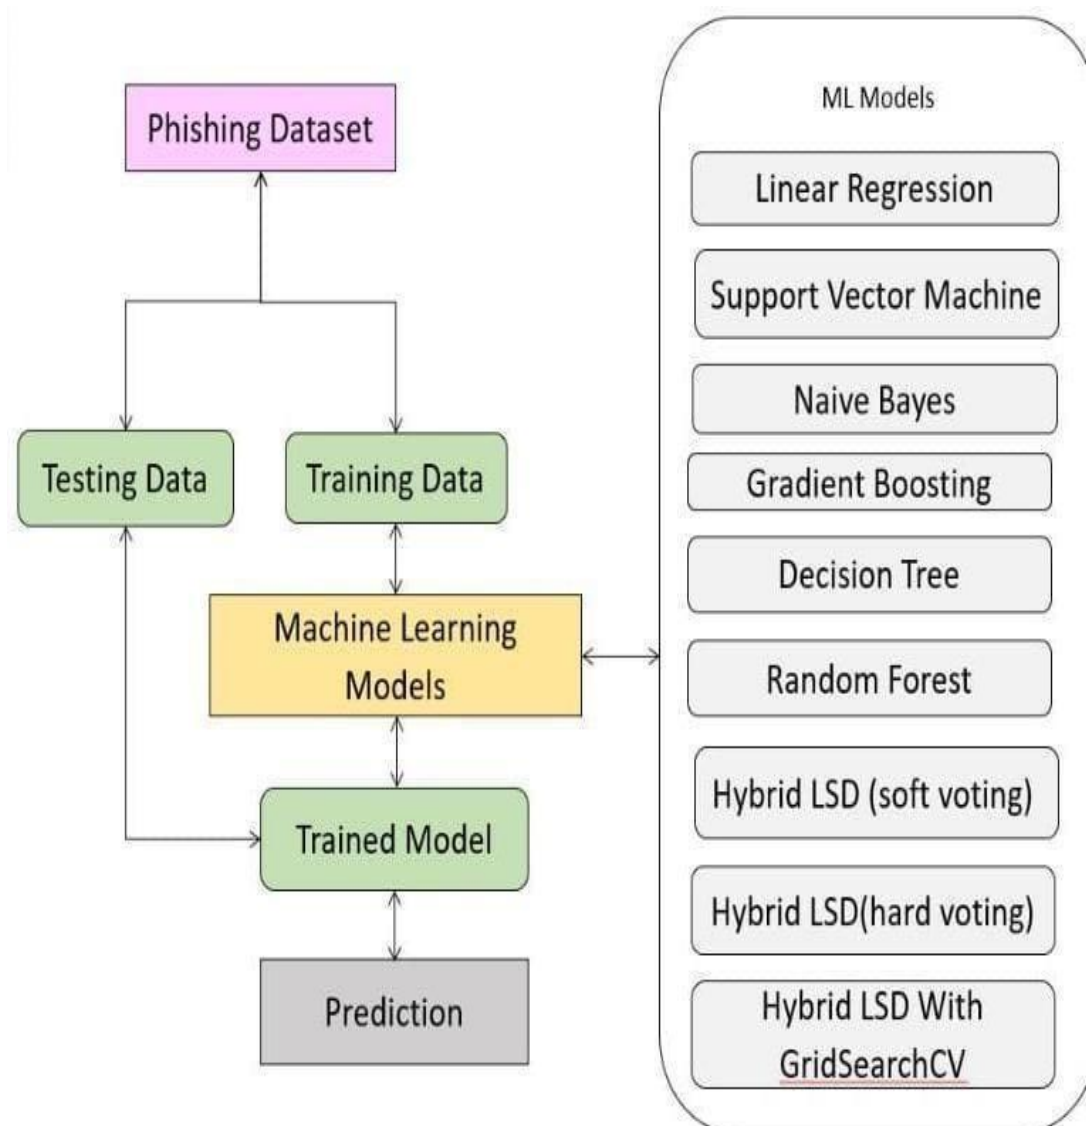 Phishing Dataset
Testing Data
Training Data
Machine Learning
Models
Trained Model
Prediction
ML Models
Linear Regression
Support Vector Machine
Naive Bayes
Gradient Boosting
Decision Tree
Random Forest
Hybrid LSD (soft voting)
Hybrid LSD(hard voting)
Hybrid LSD With
GridSearchCV